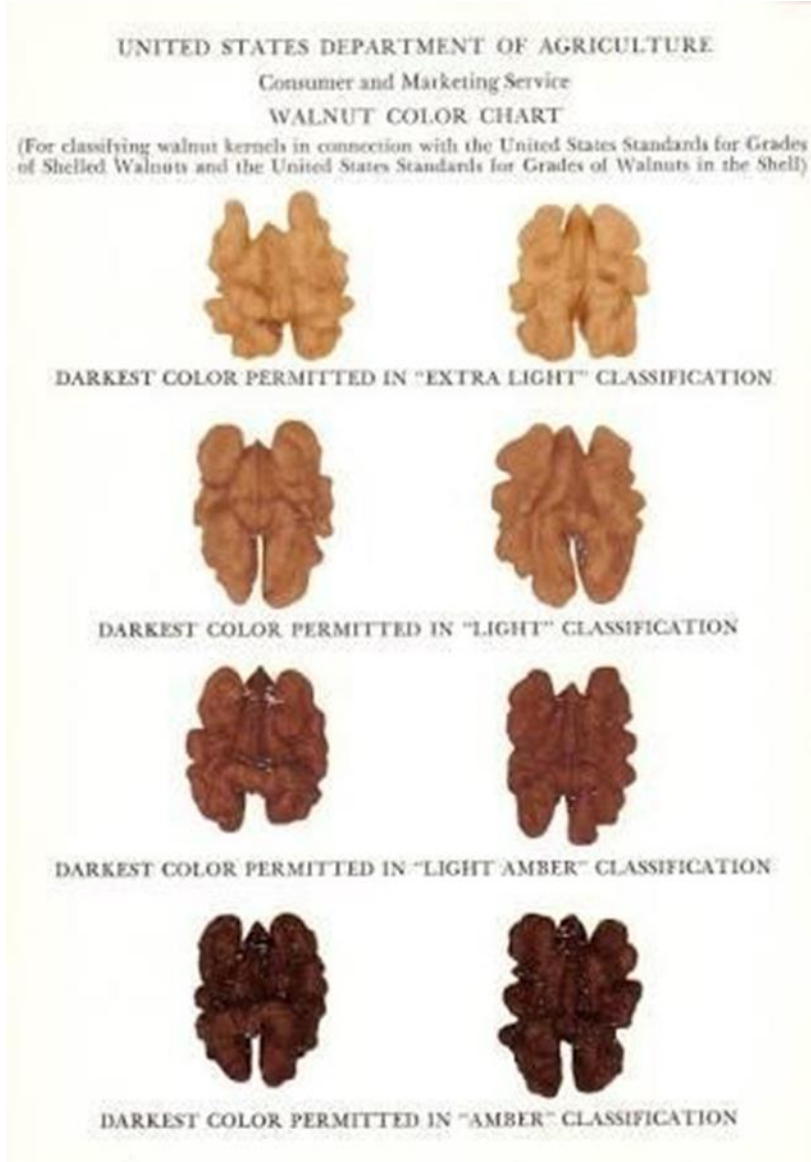 UNITED STATES DEPARTMENT OF AGRICULTURE
Consumer and Marketing Service
WALNUT COLOR CHART
(For classifying walnut kernels in connection with the United States Standards for Grades
of Shelled Walnuts and the United States Standards for Grades of Walnuts in the Shell)
DARKEST COLOR PERMITTED IN "EXTRA LIGHT" CLASSIFICATION
DARKEST COLOR PERMITTED IN "LIGHT" CLASSIFICATION
DARKEST COLOR PERMITTED IN "LIGHT AMBER" CLASSIFICATION
DARKEST COLOR PERMITTED IN "AMBER" CLASSIFICATION